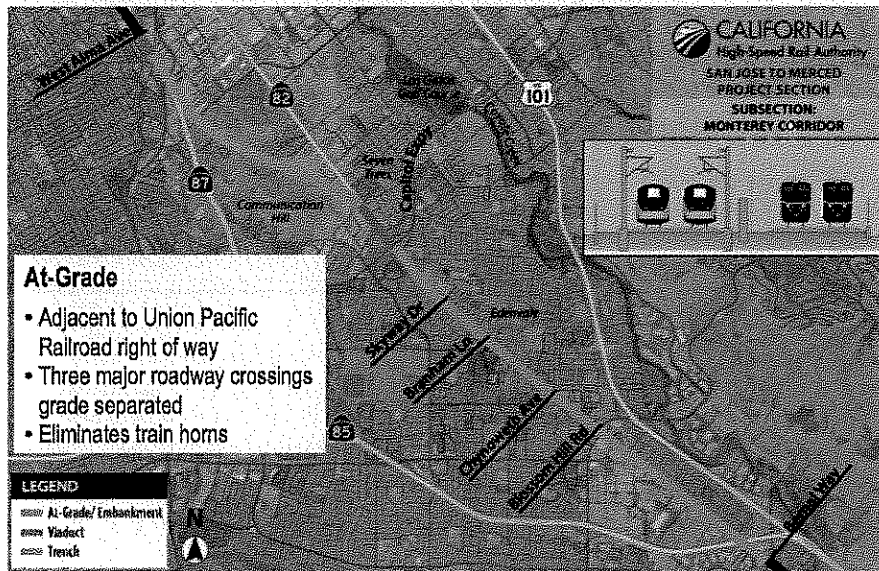 CALIFORNIA
High-Speed Rail Authority
SAN JOSE TO MERCED
PROJECT SECTION
SUBSECTION:
MONTEREY CORRIDOR
West Alma Ave
82
US
101
Capitol Expy
Coyote Creek
Seven
Trees
87
Communication
Hill
At-Grade
• Adjacent to Union Pacific
Railroad right of way
• Three major roadway crossings
grade separated
• Eliminates train horns
Skyway Dr
Edenvale
Branham Ln
Chynoweth Ave
Blossom Hill Rd
85
Bernal Way
LEGEND
At-Grade/Embankment
Viaduct
Trench
N